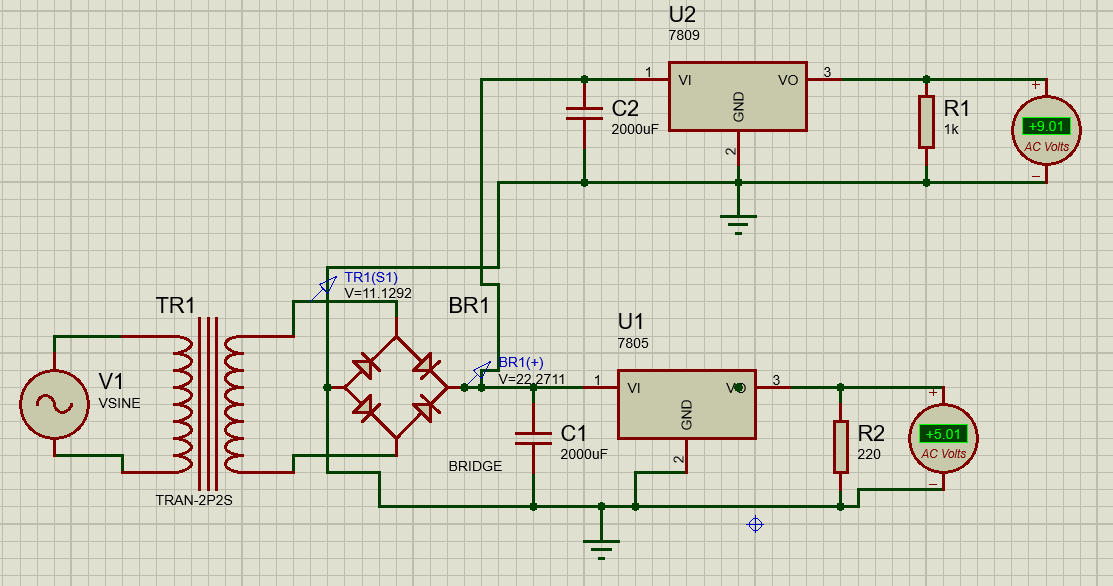 U2
7809
1
VI
VO
3
GND
2
C2
2000uF
R1
1k
+
+9.01
AC Volts
−
TR1(S1)
V=11.1292
TR1
BR1
U1
7805
BR1(+)
V=22.2711
1
VI
VO
3
GND
2
V1
VSINE
C1
2000uF
R2
220
+
+5.01
AC Volts
−
BRIDGE
TRAN-2P2S